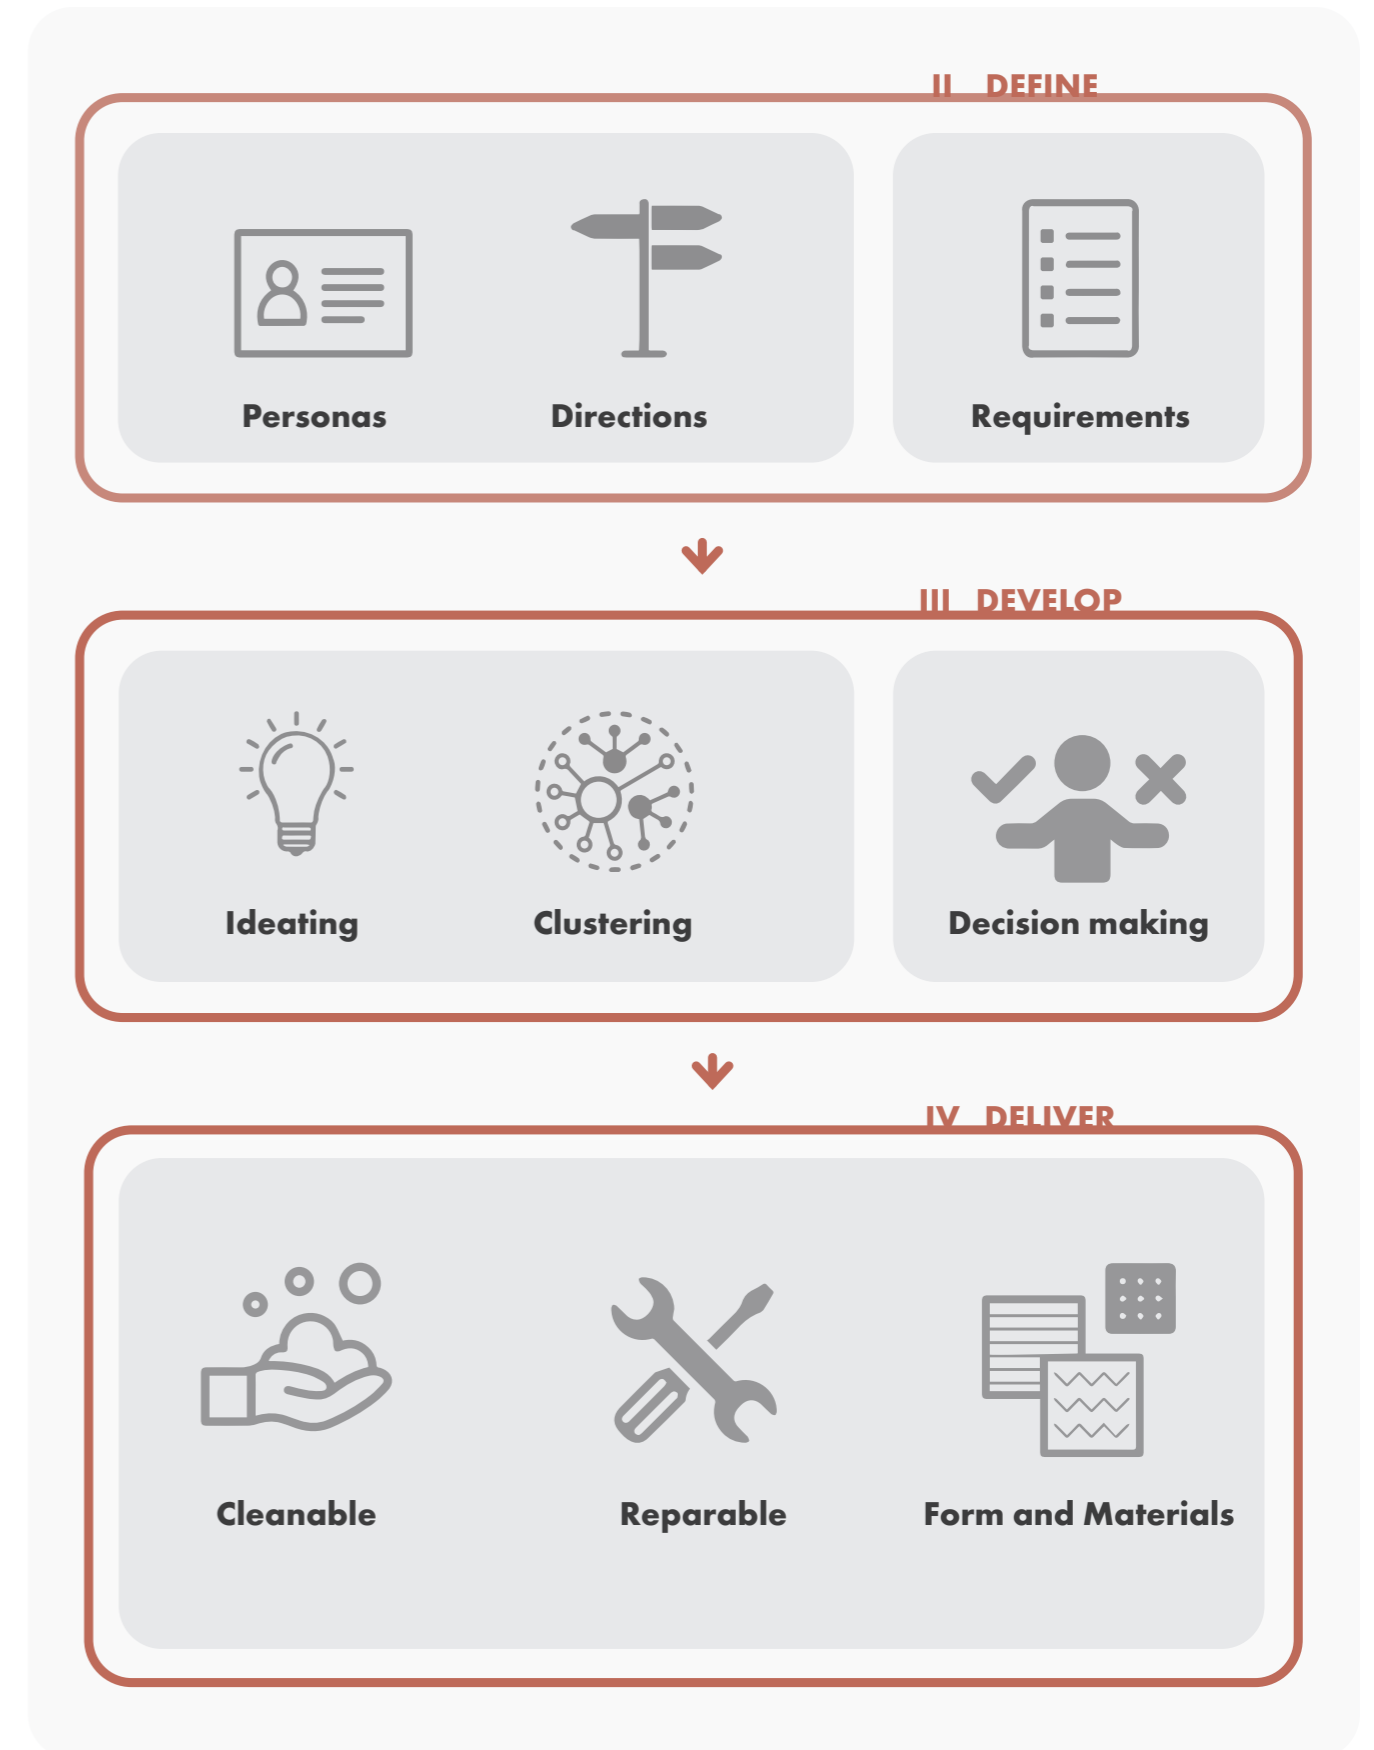 II DEFINE
Personas
Directions
Requirements
III DEVELOP
Ideating
Clustering
Decision making
IV DELIVER
Cleanable
Reparable
Form and Materials